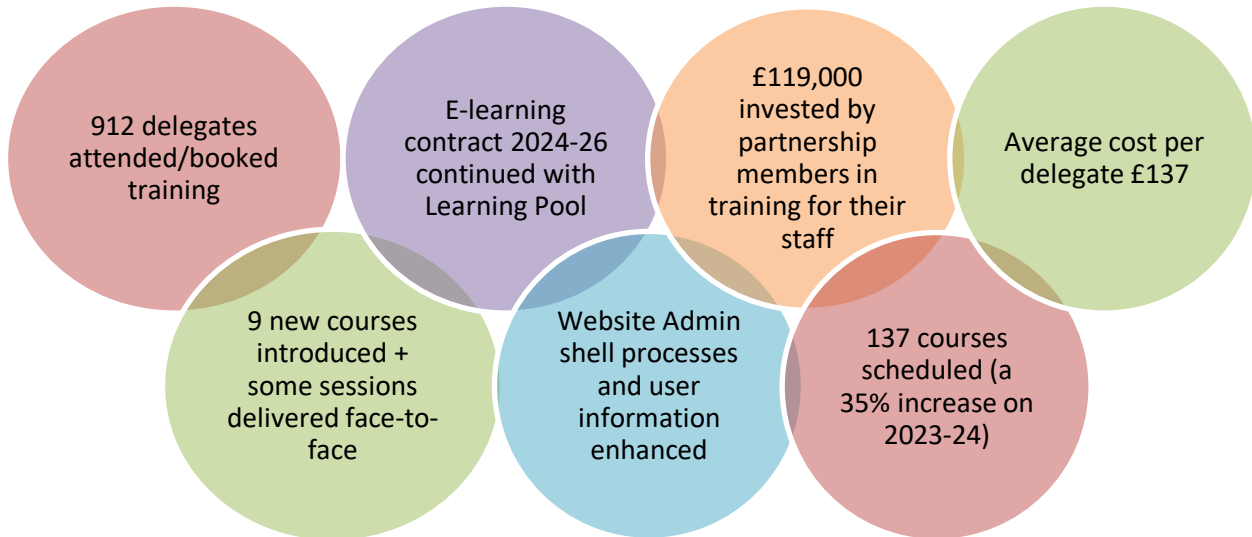 912 delegates
attended/booked
training
E-learning
contract 2024-26
continued with
Learning Pool
£119,000
invested by
partnership
members in
training for their
staff
Average cost per
delegate £137
9 new courses
introduced +
some sessions
delivered face-to-
face
Website Admin
shell processes
and user
information
enhanced
137 courses
scheduled (a
35% increase on
2023-24)